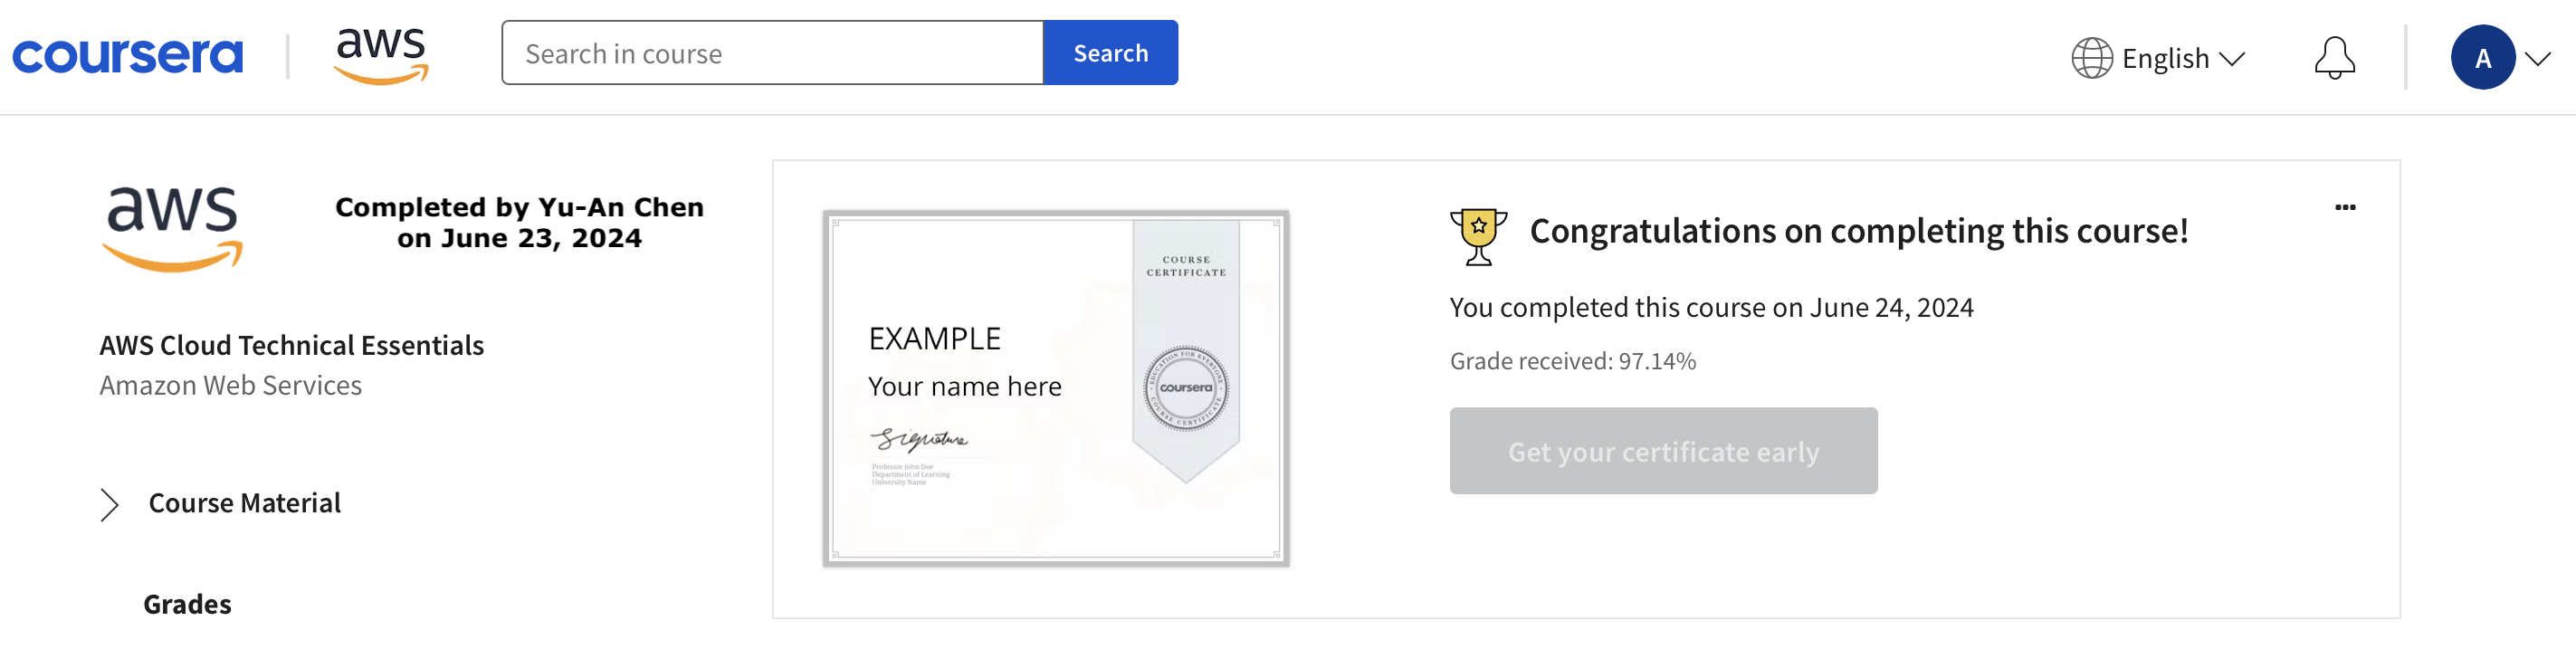 coursera
aws
Search in course
Search
English
A
aws
Completed by Yu-An Chen
on June 23, 2024
AWS Cloud Technical Essentials
Amazon Web Services
Course Material
Grades
COURSE
CERTIFICATE
EXAMPLE
Your name here
Signature
Professor John Doe
Department of Learning
University Name
EDUCATION FOR EVERYONE
coursera
COURSE CERTIFICATE
Congratulations on completing this course!
You completed this course on June 24, 2024
Grade received: 97.14%
Get your certificate early